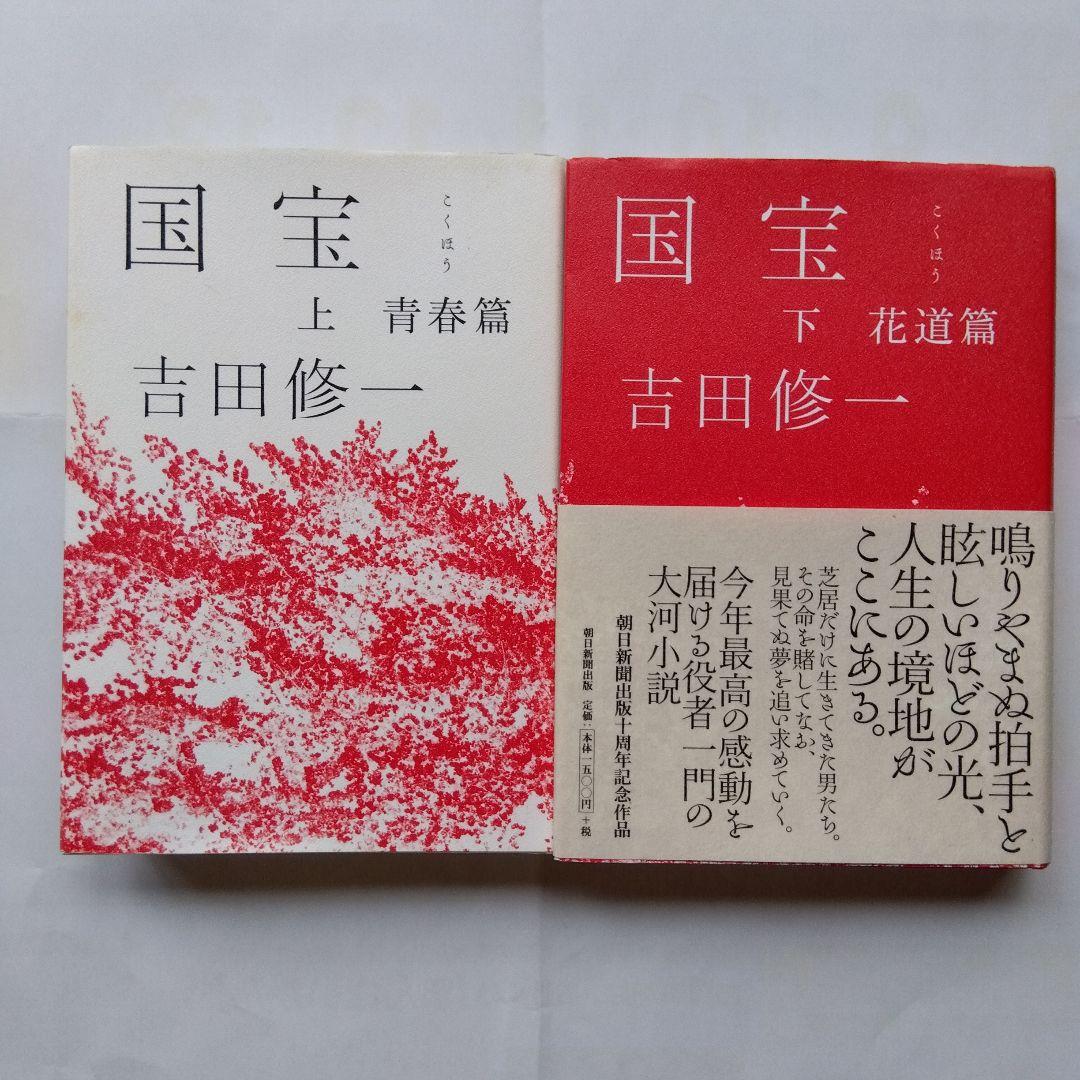 国宝
こくほう
上 青春篇
吉田修一
国宝
こくほう
下 花道篇
吉田修一
鳴りやまぬ拍手と
眩しいほどの光、
人生の境地が
ここにある。
芝居だけに生きてきた男たち。
その命を賭してなお、
見果てぬ夢を追い求めていく。
今年最高の感動を
届ける役者一門の
大河小説
朝日新聞出版十周年記念作品
朝日新聞出版 定価:本体一五〇〇円+税